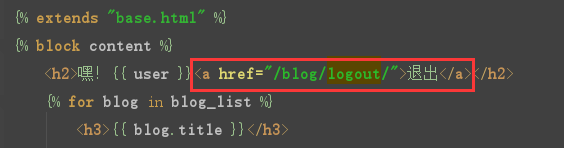 {% extends "base.html" %}
{% block content %}
<h2>嘿! {{ user }}<a href="/blog/logout/">退出</a></h2>
{% for blog in blog_list %}
<h3>{{ blog.title }}</h3>